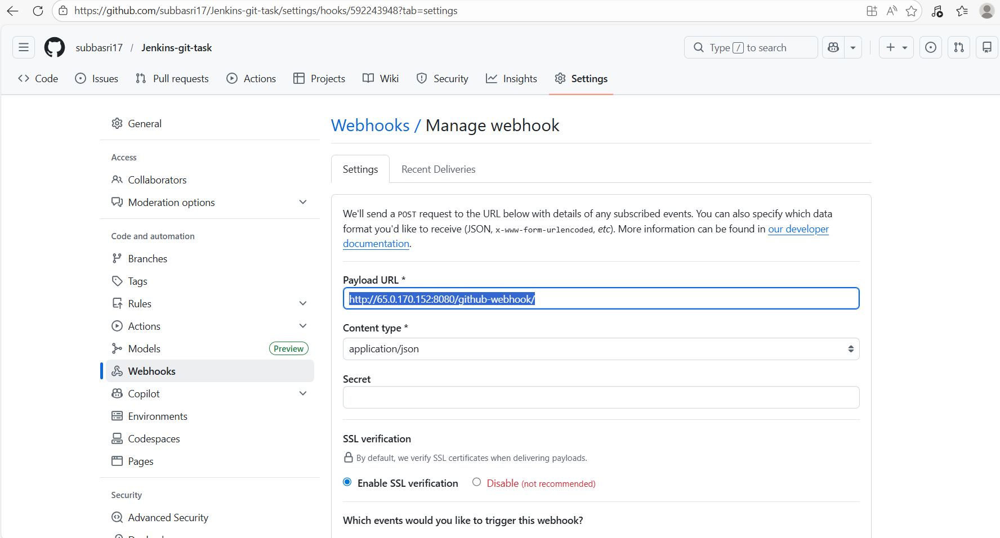 https://github.com/subbasri17/Jenkins-git-task/settings/hooks/592243948?tab=settings
subbasri17 / Jenkins-git-task
Type / to search
Code Issues Pull requests Actions Projects Wiki Security Insights Settings
General
Access
Collaborators
Moderation options
Code and automation
Branches
Tags
Rules
Actions
Models Preview
Webhooks
Copilot
Environments
Codespaces
Pages
Security
Advanced Security
Webhooks / Manage webhook
Settings Recent Deliveries
We'll send a POST request to the URL below with details of any subscribed events. You can also specify which data
format you'd like to receive (JSON, x-www-form-urlencoded, etc). More information can be found in our developer
documentation.
Payload URL *
http://65.0.170.152:8080/github-webhook/
Content type *
application/json
Secret
SSL verification
By default, we verify SSL certificates when delivering payloads.
Enable SSL verification Disable (not recommended)
Which events would you like to trigger this webhook?